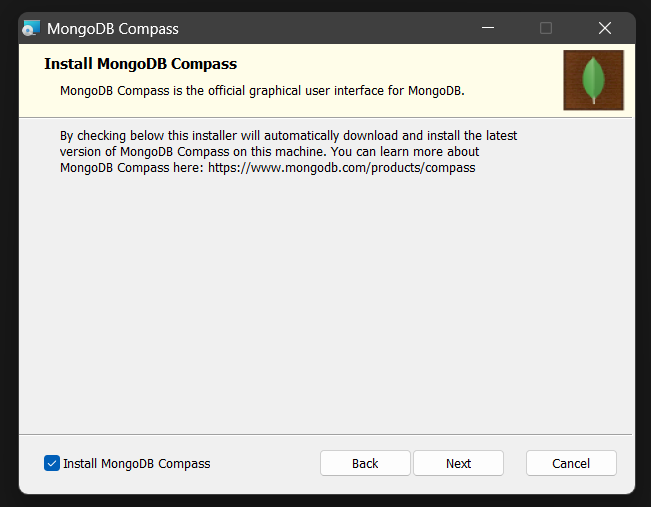 MongoDB Compass
Install MongoDB Compass
MongoDB Compass is the official graphical user interface for MongoDB.
By checking below this installer will automatically download and install the latest
version of MongoDB Compass on this machine. You can learn more about
MongoDB Compass here: https://www.mongodb.com/products/compass
Install MongoDB Compass
Back
Next
Cancel